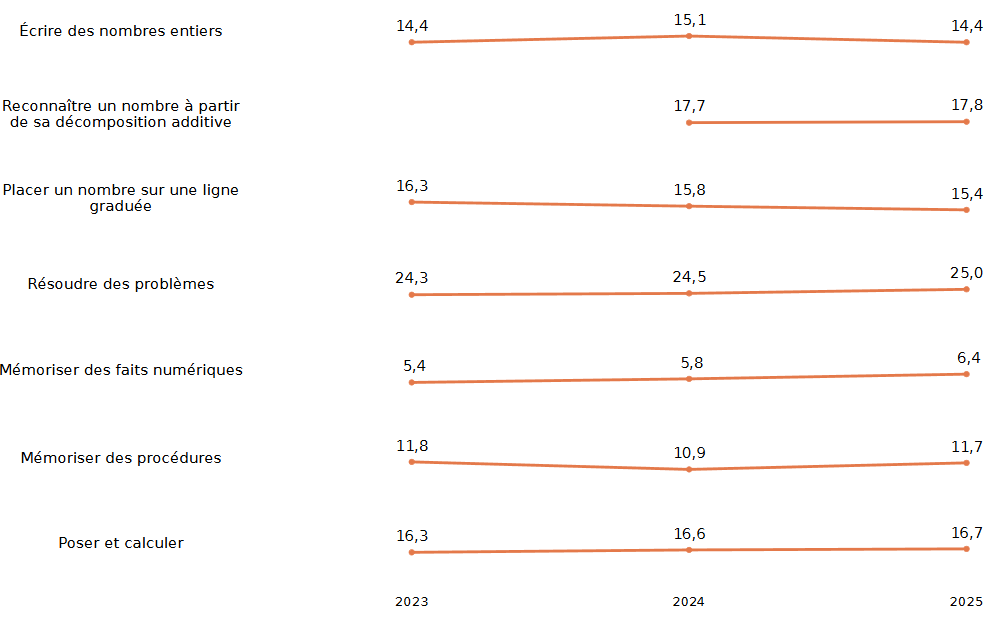 Écrire des nombres entiers
14,4
15,1
14,4
Reconnaître un nombre à partir
de sa décomposition additive
17,7
17,8
Placer un nombre sur une ligne
graduée
16,3
15,8
15,4
Résoudre des problèmes
24,3
24,5
25,0
Mémoriser des faits numériques
5,4
5,8
6,4
Mémoriser des procédures
11,8
10,9
11,7
Poser et calculer
16,3
16,6
16,7
2023
2024
2025